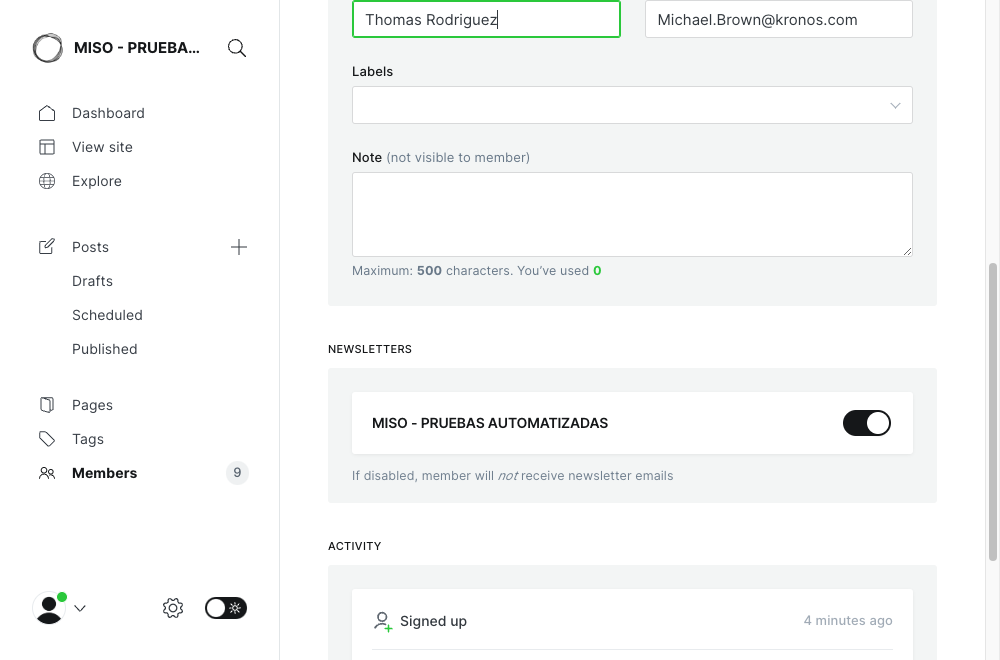 MISO - PRUEBA...
Dashboard
View site
Explore
Posts
Drafts
Scheduled
Published
Pages
Tags
Members 9
Thomas Rodriguez
Michael.Brown@kronos.com
Labels
Note (not visible to member)
Maximum: 500 characters. You've used 0
NEWSLETTERS
MISO - PRUEBAS AUTOMATIZADAS
If disabled, member will not receive newsletter emails
ACTIVITY
Signed up 4 minutes ago